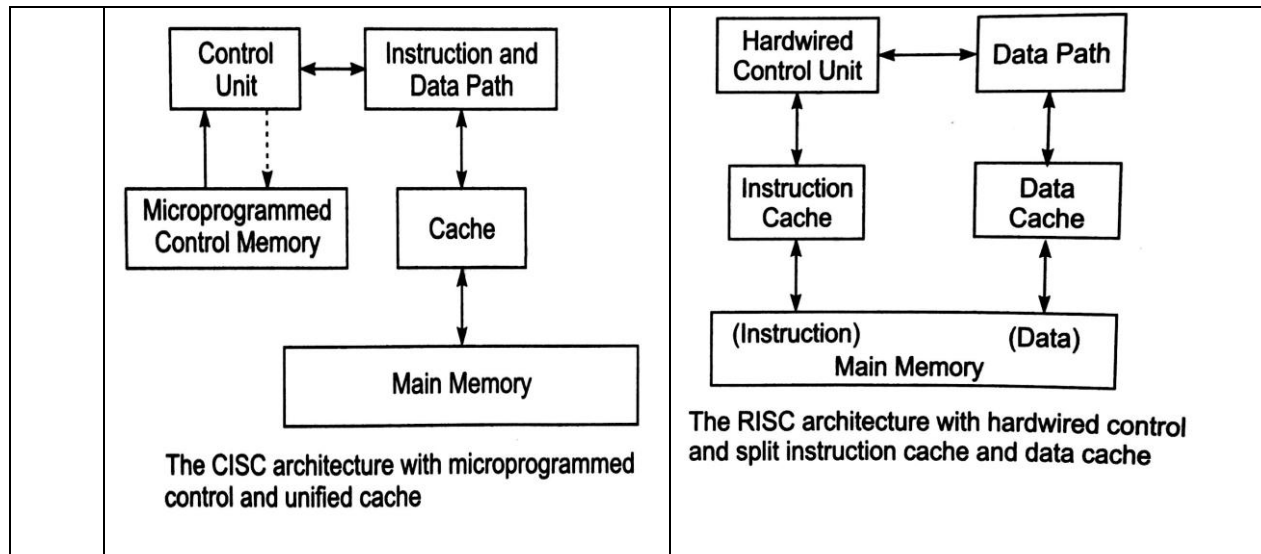 Control
Unit
Instruction and
Data Path
Microprogrammed
Control Memory
Cache
Main Memory
The CISC architecture with microprogrammed
control and unified cache
Hardwired
Control Unit
Data Path
Instruction
Cache
Data
Cache
(Instruction)
(Data)
Main Memory
The RISC architecture with hardwired control
and split instruction cache and data cache